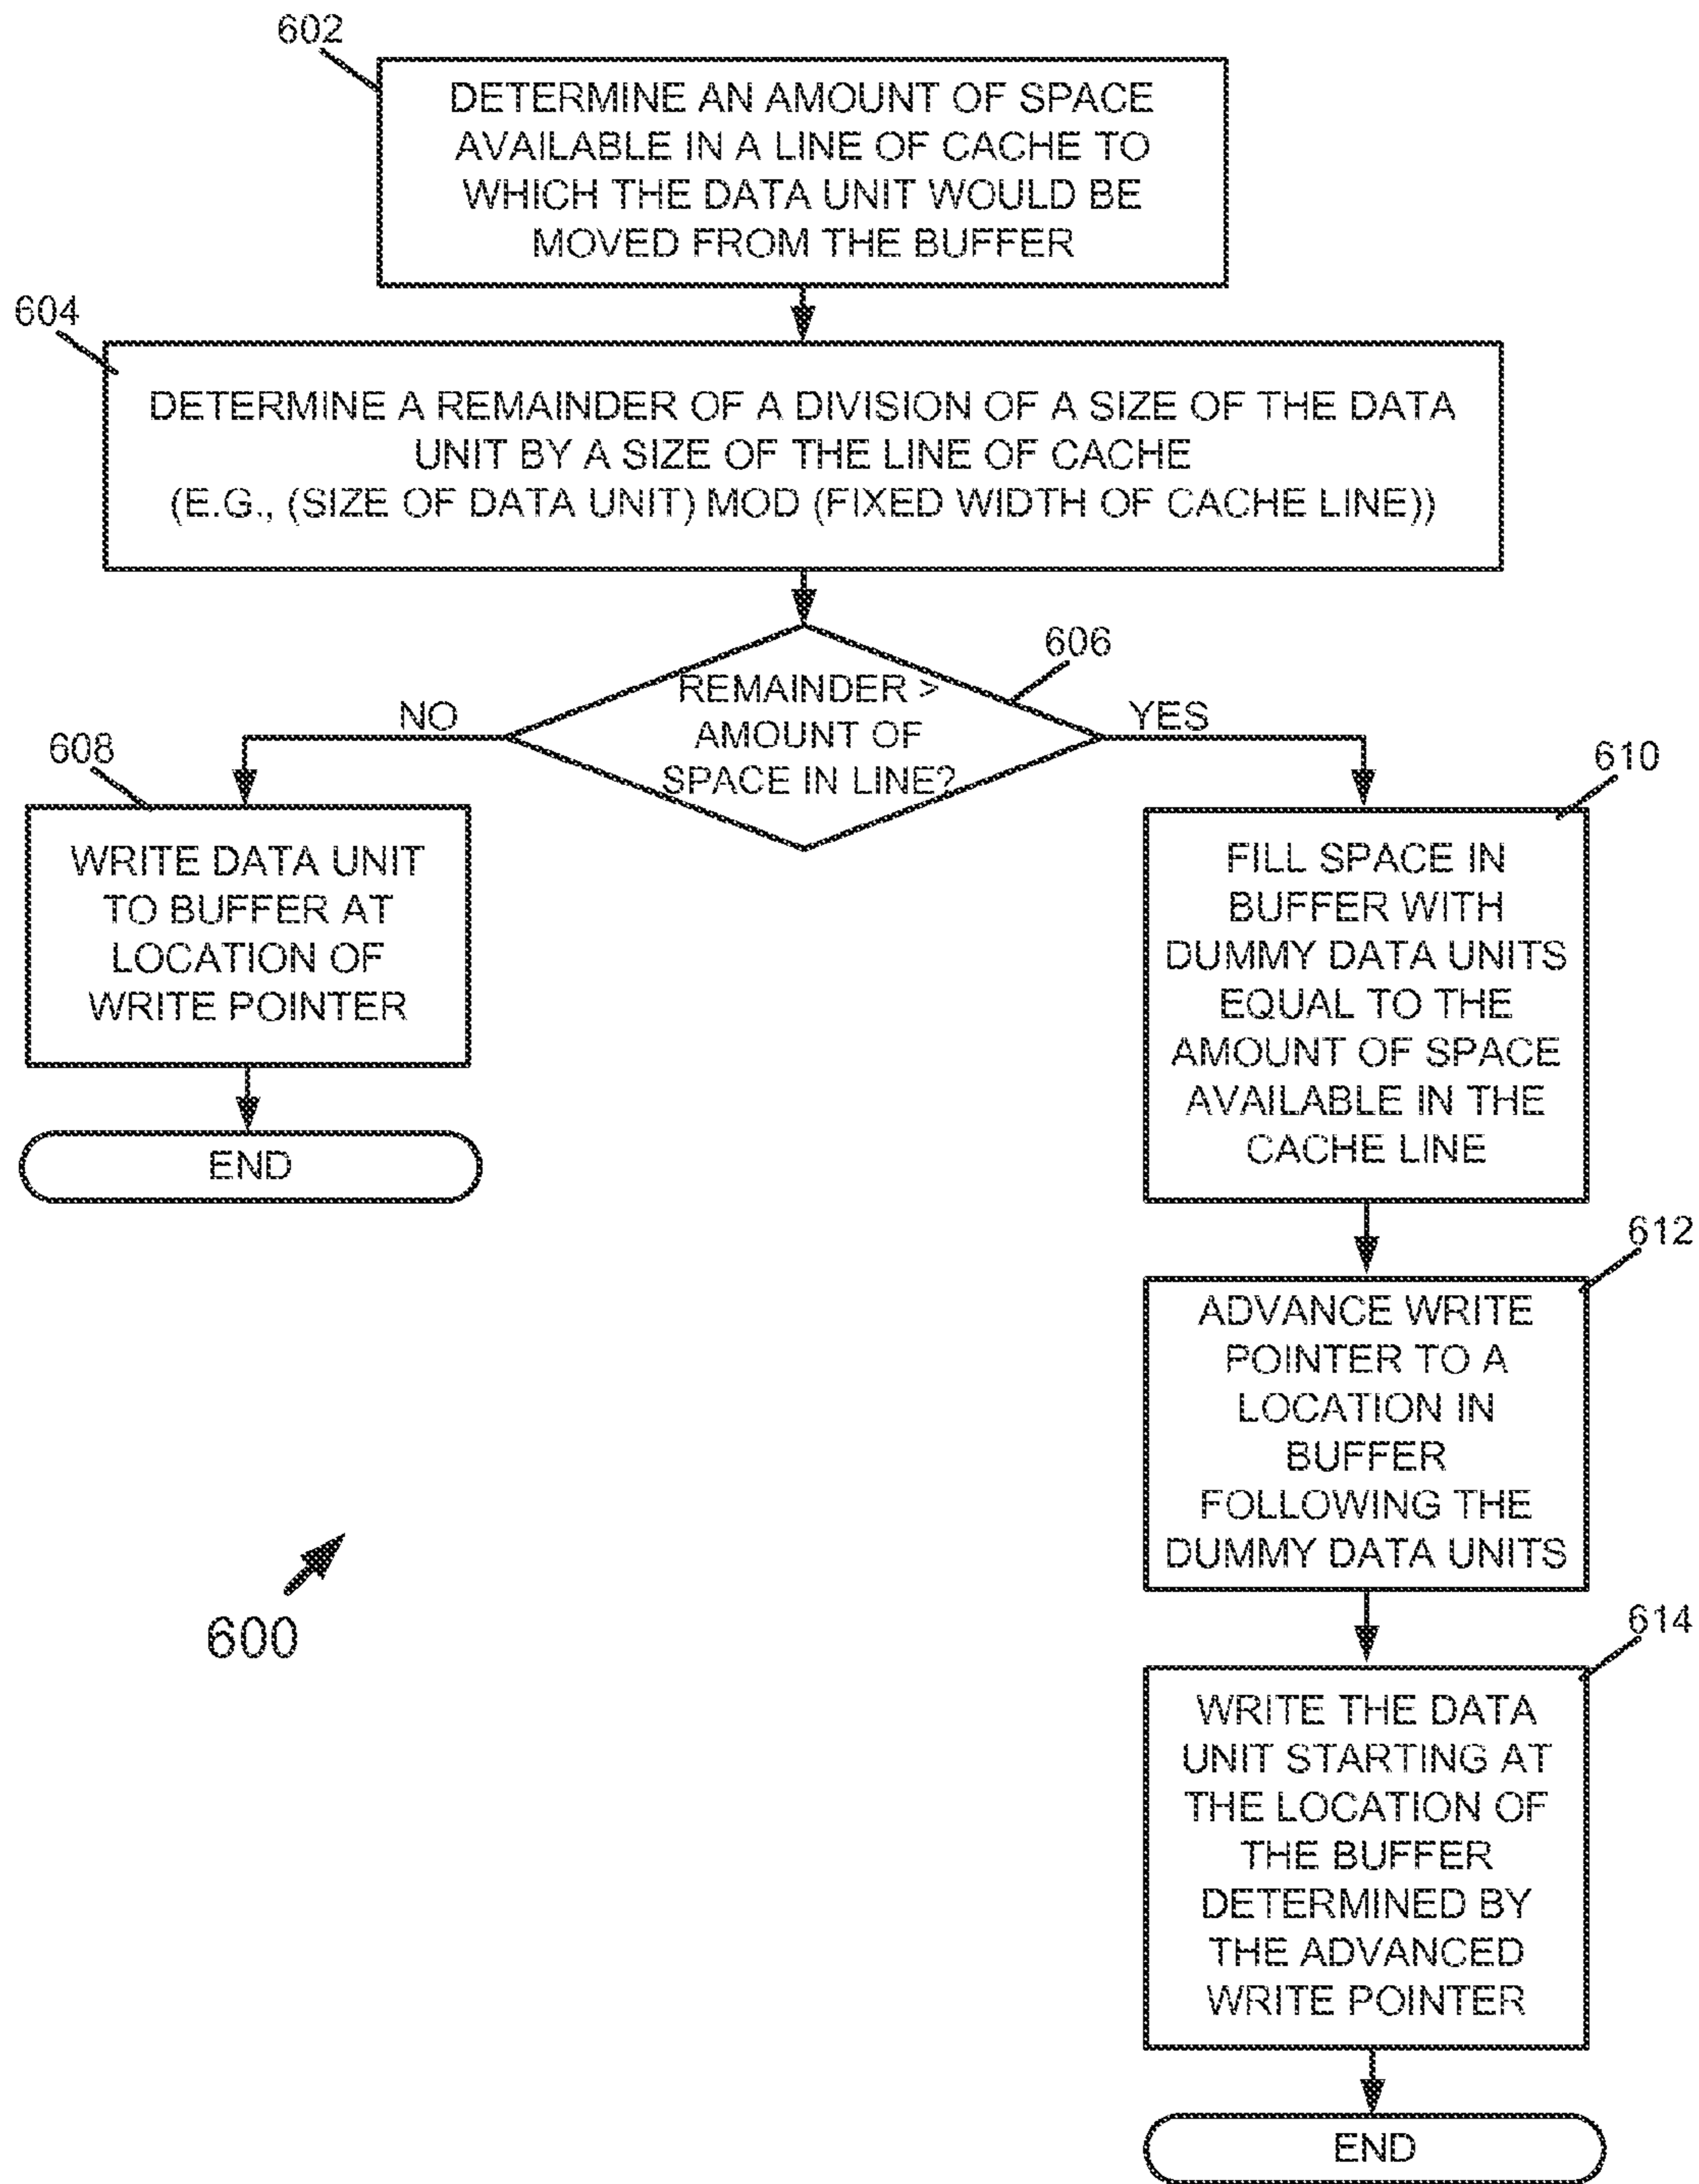 602
DETERMINE AN AMOUNT OF SPACE
AVAILABLE IN A LINE OF CACHE TO
WHICH THE DATA UNIT WOULD BE
MOVED FROM THE BUFFER
604
DETERMINE A REMAINDER OF A DIVISION OF A SIZE OF THE DATA
UNIT BY A SIZE OF THE LINE OF CACHE
(E.G., (SIZE OF DATA UNIT) MOD (FIXED WIDTH OF CACHE LINE))
606
REMAINDER >
AMOUNT OF
SPACE IN LINE?
NO
YES
608
WRITE DATA UNIT
TO BUFFER AT
LOCATION OF
WRITE POINTER
END
610
FILL SPACE IN
BUFFER WITH
DUMMY DATA UNITS
EQUAL TO THE
AMOUNT OF SPACE
AVAILABLE IN THE
CACHE LINE
612
ADVANCE WRITE
POINTER TO A
LOCATION IN
BUFFER
FOLLOWING THE
DUMMY DATA UNITS
600
614
WRITE THE DATA
UNIT STARTING AT
THE LOCATION OF
THE BUFFER
DETERMINED BY
THE ADVANCED
WRITE POINTER
END